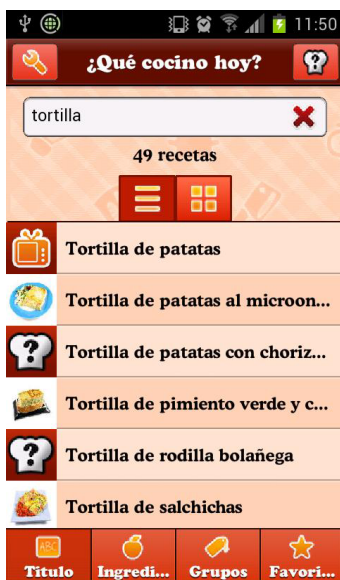 11:50
¿Qué cocino hoy?
tortilla
49 recetas
Tortilla de patatas
Tortilla de patatas al microon...
Tortilla de patatas con choriz...
Tortilla de pimiento verde y c...
Tortilla de rodilla bolañega
Tortilla de salchichas
ABC
Título Ingredi... Grupos Favori...